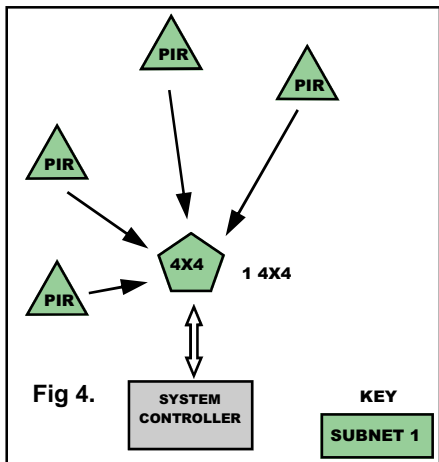 PIR
PIR
PIR
PIR
4X4
1 4X4
Fig 4.
SYSTEM
CONTROLLER
KEY
SUBNET 1